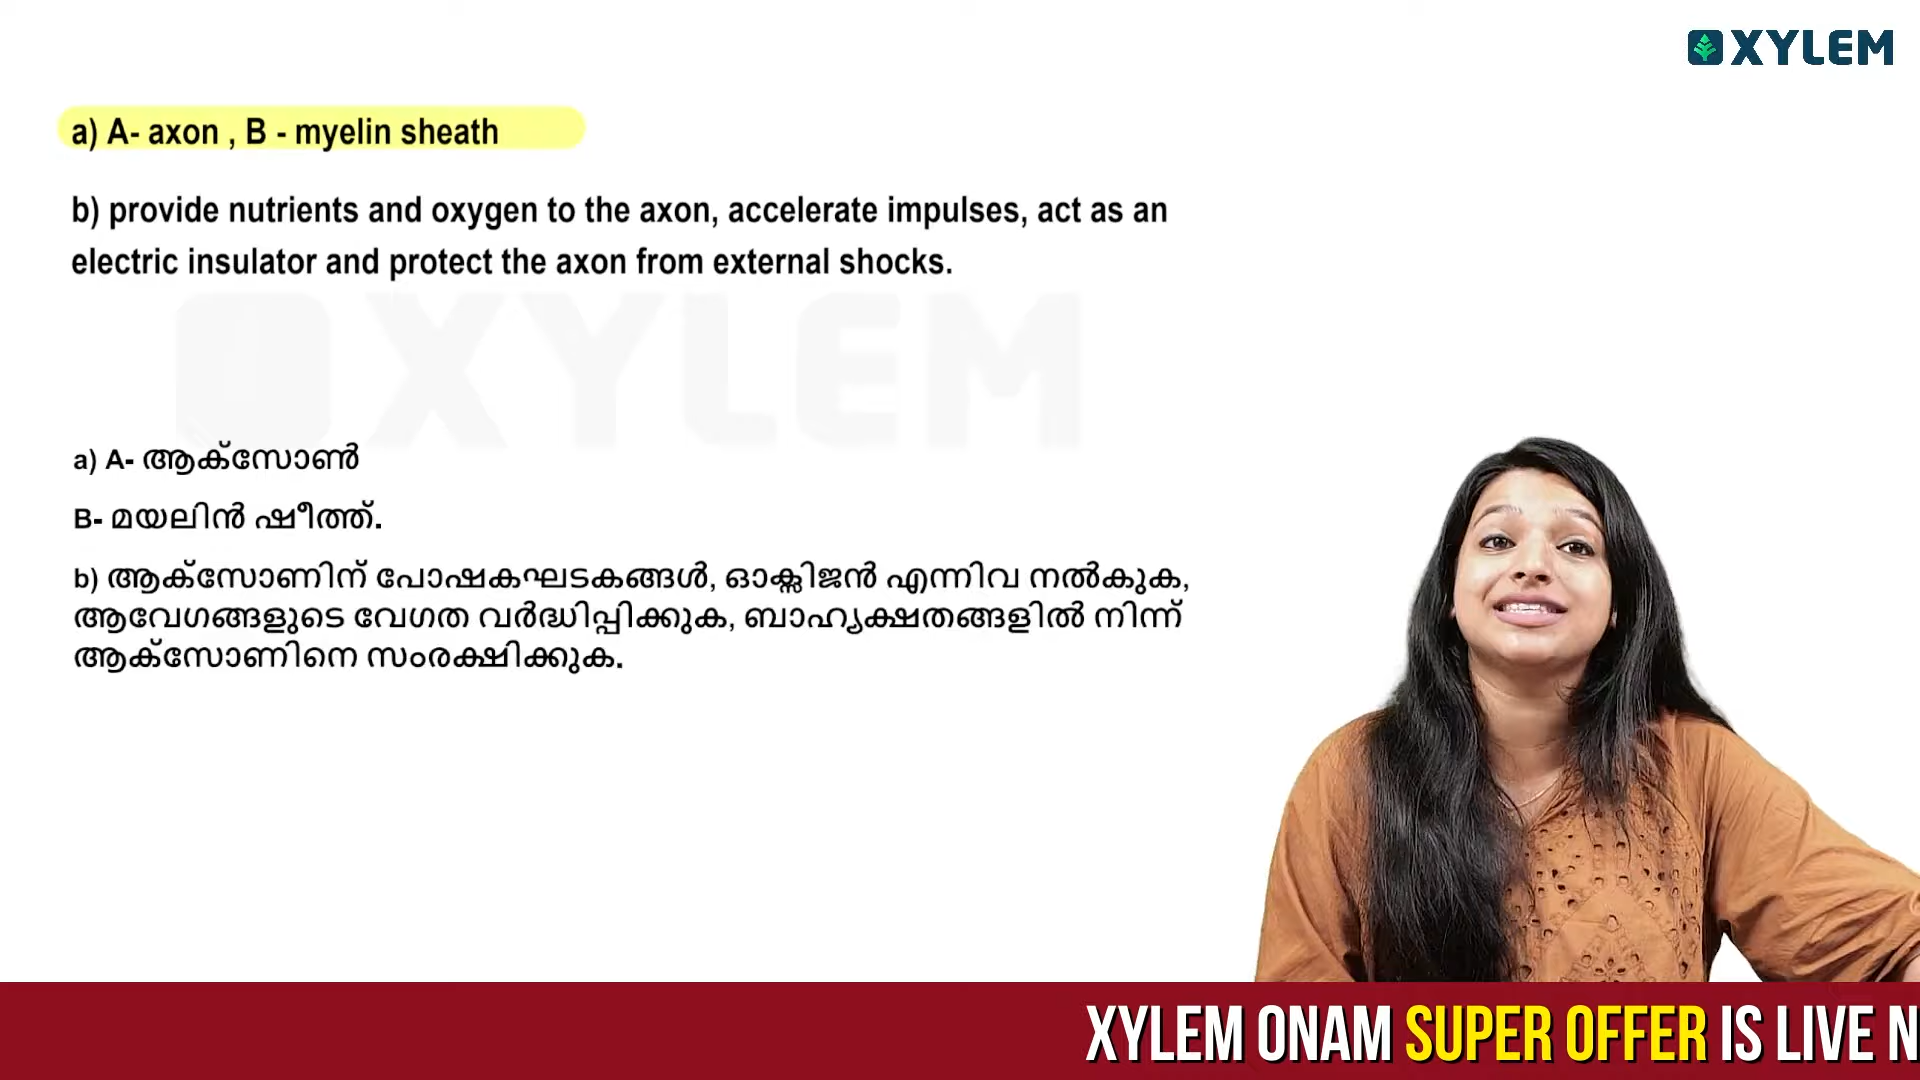 XYLEM
a) A- axon , B - myelin sheath
b) provide nutrients and oxygen to the axon, accelerate impulses, act as an
electric insulator and protect the axon from external shocks.
XYLEM
a) A- ആക്സോൺ
B- മയലിൻ ഷീത്ത്.
b) ആക്സോണിന് പോഷകഘടകങ്ങൾ, ഓക്സിജൻ എന്നിവ നൽകുക,
ആവേഗങ്ങളുടെ വേഗത വർദ്ധിപ്പിക്കുക, ബാഹ്യക്ഷതങ്ങളിൽ നിന്ന്
ആക്സോണിനെ സംരക്ഷിക്കുക.
XYLEM ONAM SUPER OFFER IS LIVE N